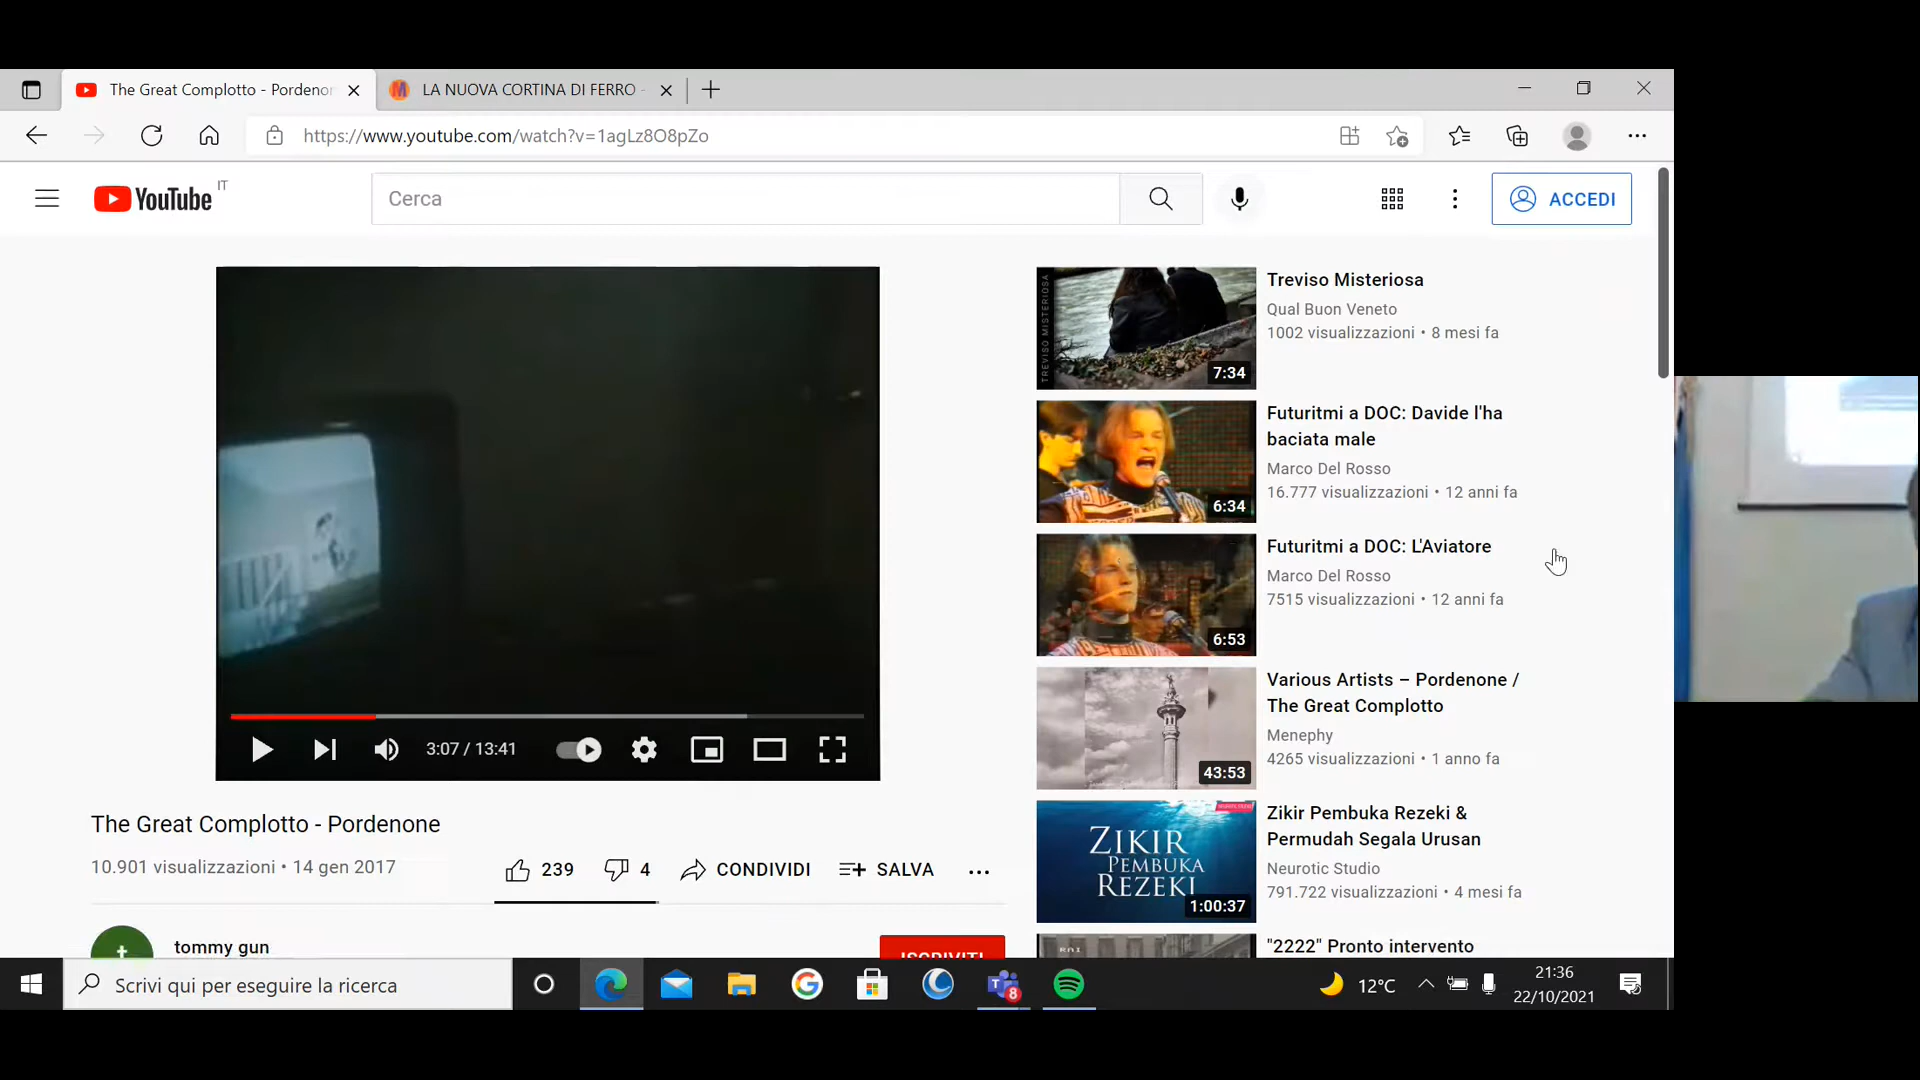 The Great Complotto - Pordenon
LA NUOVA CORTINA DI FERRO -
https://www.youtube.com/watch?v=1agLz8O8pZo
YouTube IT
Cerca
ACCEDI
TREVISO MISTERIOSA
7:34
Treviso Misteriosa
Qual Buon Veneto
1002 visualizzazioni • 8 mesi fa
6:34
Futuritmi a DOC: Davide l'ha
baciata male
Marco Del Rosso
16.777 visualizzazioni • 12 anni fa
6:53
Futuritmi a DOC: L'Aviatore
Marco Del Rosso
7515 visualizzazioni • 12 anni fa
43:53
Various Artists – Pordenone /
The Great Complotto
Menephy
4265 visualizzazioni • 1 anno fa
ZIKIR
PEMBUKA
REZEKI
1:00:37
Zikir Pembuka Rezeki &
Permudah Segala Urusan
Neurotic Studio
791.722 visualizzazioni • 4 mesi fa
"2222" Pronto intervento
3:07 / 13:41
The Great Complotto - Pordenone
10.901 visualizzazioni • 14 gen 2017
239
4
CONDIVIDI
SALVA
t
tommy gun
ISCRIVITI
Scrivi qui per eseguire la ricerca
8
12°C
21:36
22/10/2021